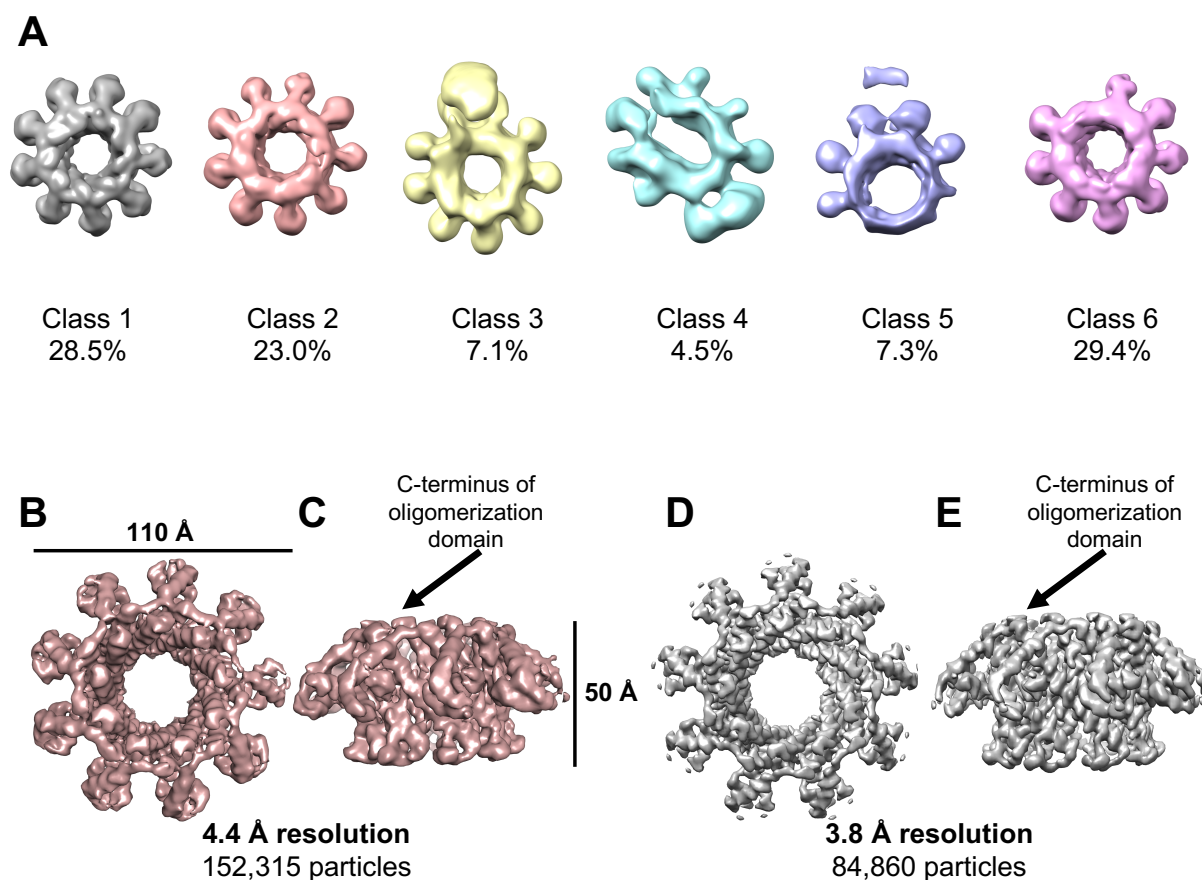 A
Class 1
28.5%
Class 2
23.0%
Class 3
7.1%
Class 4
4.5%
Class 5
7.3%
Class 6
29.4%
B
110 Å
C
C-terminus of
oligomerization
domain
50 Å
4.4 Å resolution
152,315 particles
D
E
C-terminus of
oligomerization
domain
3.8 Å resolution
84,860 particles